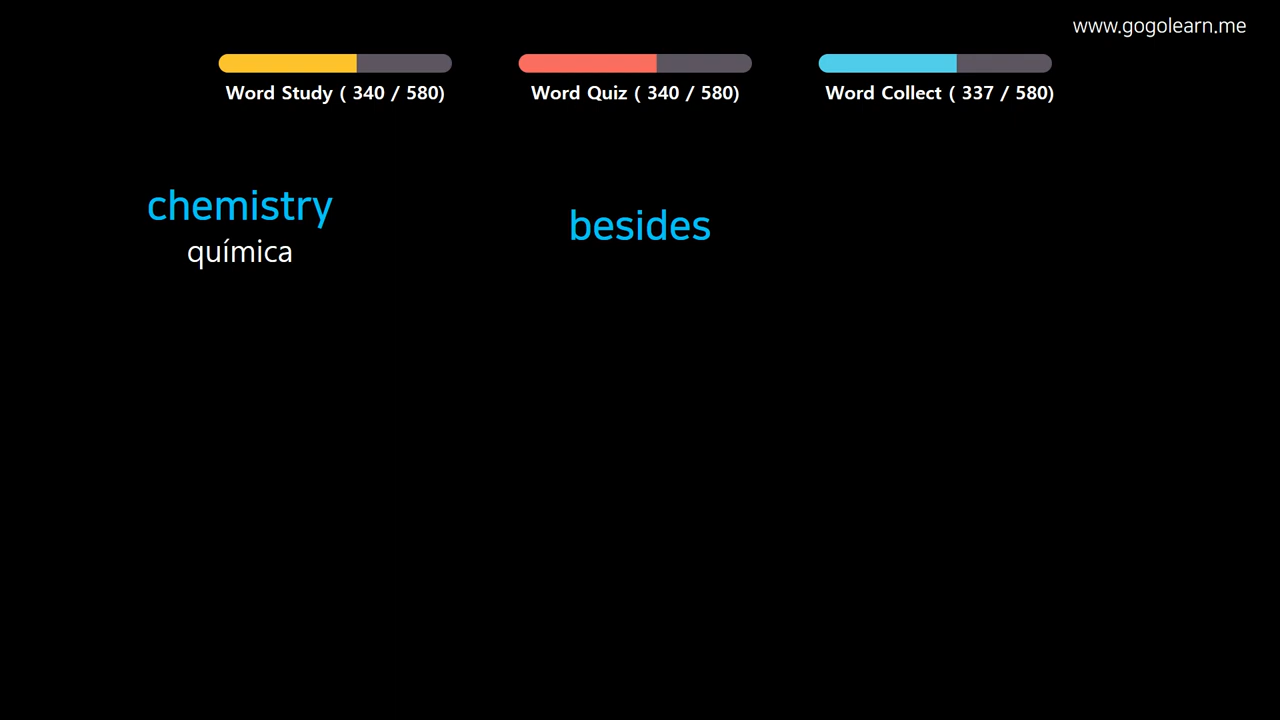 www.gogolearn.me
Word Study ( 340 / 580)
Word Quiz ( 340 / 580)
Word Collect ( 337 / 580)
chemistry
química
besides